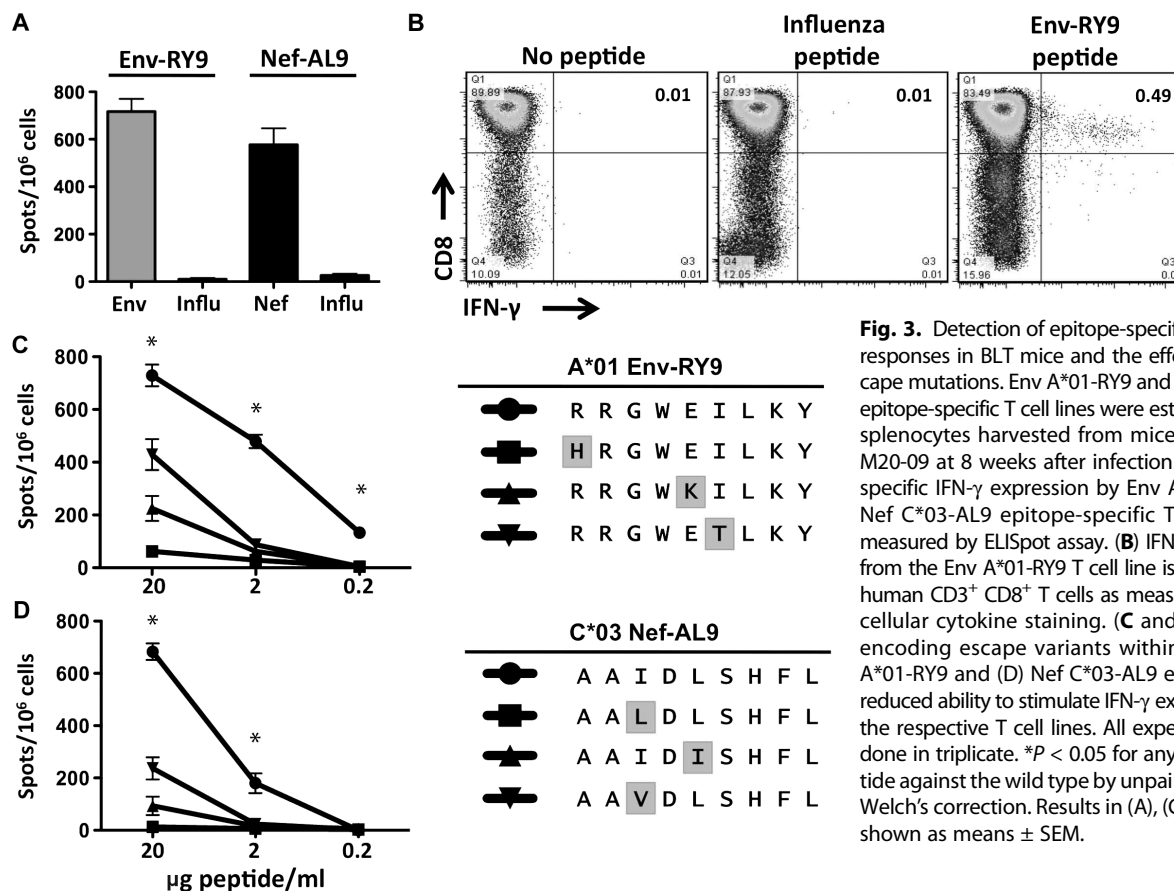 A
Env-RY9 Nef-AL9
800
600
400
200
0
Spots/10⁶ cells
Env Influ Nef Influ
B
No peptide
Influenza peptide
Env-RY9 peptide
Q1
89.89
0.01
Q4
10.09
Q3
0.01
Q1
87.93
0.01
Q4
12.05
Q3
0.01
Q1
83.49
0.49
Q4
15.96
CD8
IFN-γ
C
800
600
400
200
0
Spots/10⁶ cells
* * *
20 2 0.2
A*01 Env-RY9
R R G W E I L K Y
H R G W E I L K Y
R R G W K I L K Y
R R G W E T L K Y
D
800
600
400
200
0
Spots/10⁶ cells
* *
20 2 0.2
µg peptide/ml
C*03 Nef-AL9
A A I D L S H F L
A A L D L S H F L
A A I D I S H F L
A A V D L S H F L
Fig. 3. Detection of epitope-specifi
responses in BLT mice and the effe
cape mutations. Env A*01-RY9 and
epitope-specific T cell lines were est
splenocytes harvested from mice
M20-09 at 8 weeks after infection
specific IFN-γ expression by Env A
Nef C*03-AL9 epitope-specific T
measured by ELISpot assay. (B) IFN
from the Env A*01-RY9 T cell line is
human CD3⁺ CD8⁺ T cells as meas
cellular cytokine staining. (C and
encoding escape variants within
A*01-RY9 and (D) Nef C*03-AL9 e
reduced ability to stimulate IFN-γ ex
the respective T cell lines. All expe
done in triplicate. *P < 0.05 for any
tide against the wild type by unpai
Welch's correction. Results in (A), (C
shown as means ± SEM.